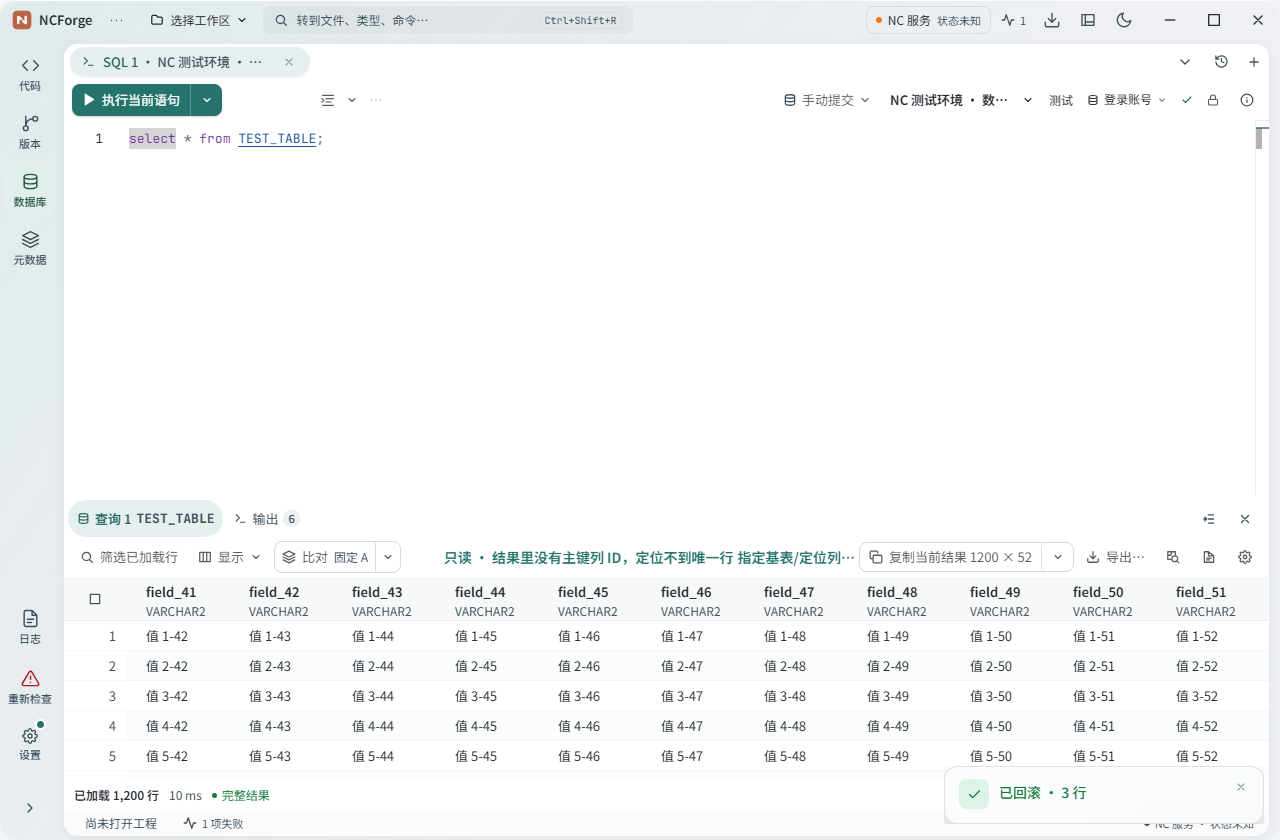 NCForge ··· 选择工作区 转到文件、类型、命令… Ctrl+Shift+R NC 服务 状态未知 1
代码
版本
数据库
元数据
日志
重新检查
设置
SQL 1 • NC 测试环境 • ···
执行当前语句 ··· 手动提交 NC 测试环境 • 数… 测试 登录账号
1 select * from TEST_TABLE;
查询 1 TEST_TABLE 输出 6
筛选已加载行 显示 比对 固定 A 只读 • 结果里没有主键列 ID，定位不到唯一行 指定基表/定位列… 复制当前结果 1200 × 52 导出…
field_41 field_42 field_43 field_44 field_45 field_46 field_47 field_48 field_49 field_50 field_51
VARCHAR2 VARCHAR2 VARCHAR2 VARCHAR2 VARCHAR2 VARCHAR2 VARCHAR2 VARCHAR2 VARCHAR2 VARCHAR2 VARCHAR2
1 值 1-42 值 1-43 值 1-44 值 1-45 值 1-46 值 1-47 值 1-48 值 1-49 值 1-50 值 1-51 值 1-52
2 值 2-42 值 2-43 值 2-44 值 2-45 值 2-46 值 2-47 值 2-48 值 2-49 值 2-50 值 2-51 值 2-52
3 值 3-42 值 3-43 值 3-44 值 3-45 值 3-46 值 3-47 值 3-48 值 3-49 值 3-50 值 3-51 值 3-52
4 值 4-42 值 4-43 值 4-44 值 4-45 值 4-46 值 4-47 值 4-48 值 4-49 值 4-50 值 4-51 值 4-52
5 值 5-42 值 5-43 值 5-44 值 5-45 值 5-46 值 5-47 值 5-48 值 5-49 值 5-50 值 5-51 值 5-52
已加载 1,200 行 10 ms 完整结果
已回滚 • 3 行
尚未打开工程 1 项失败 NC 服务 • 状态未知